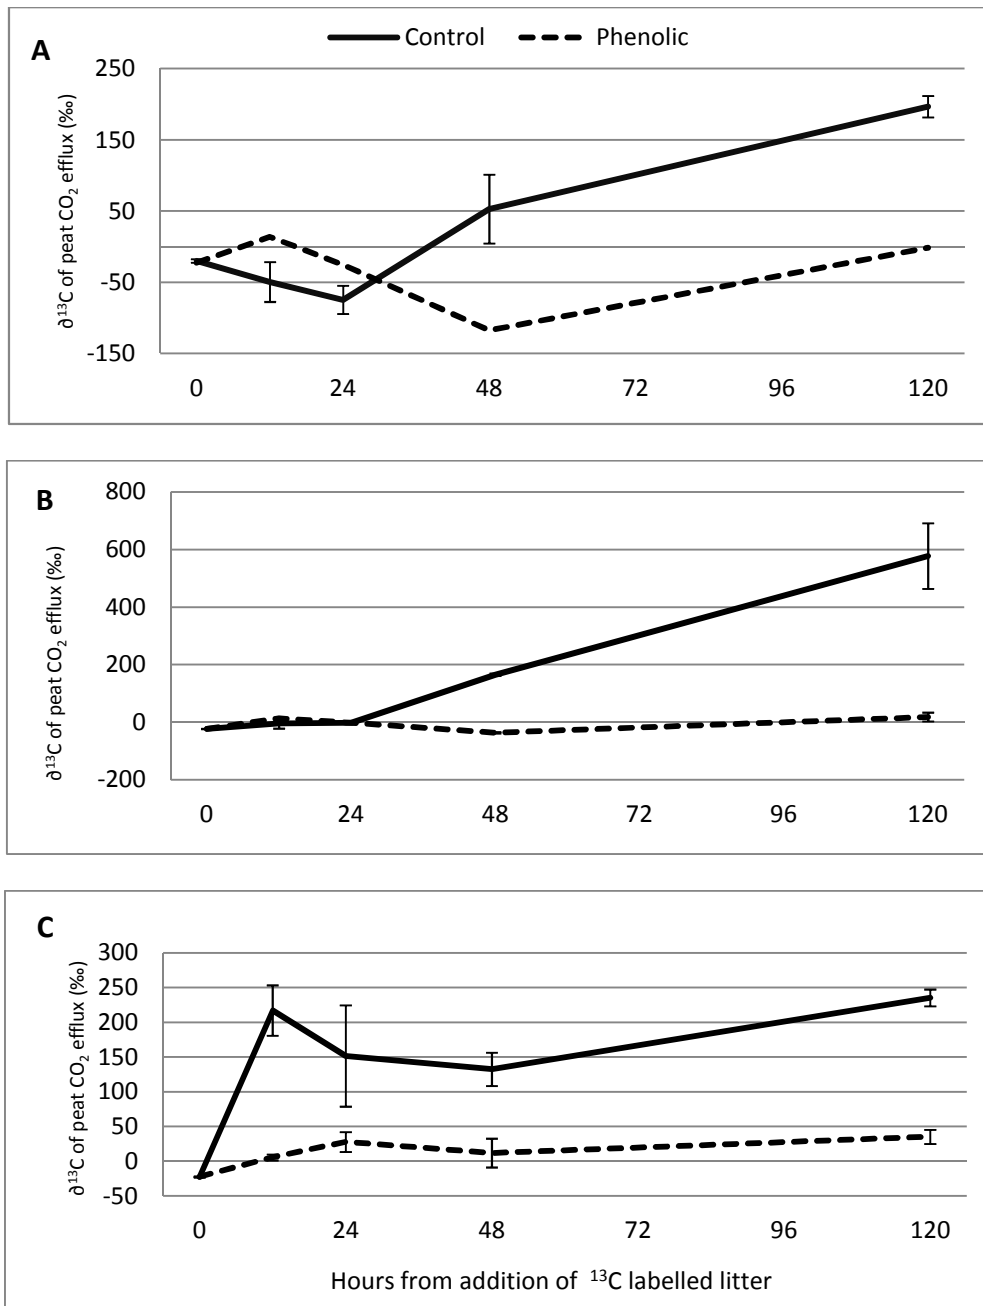 A
Control Phenolic
∂¹³C of peat CO₂ efflux (‰)
250
150
50
-50
-150
0 24 48 72 96 120
B
∂¹³C of peat CO₂ efflux (‰)
800
600
400
200
0
-200
0 24 48 72 96 120
C
∂¹³C of peat CO₂ efflux (‰)
300
250
200
150
100
50
0
-50
0 24 48 72 96 120
Hours from addition of ¹³C labelled litter